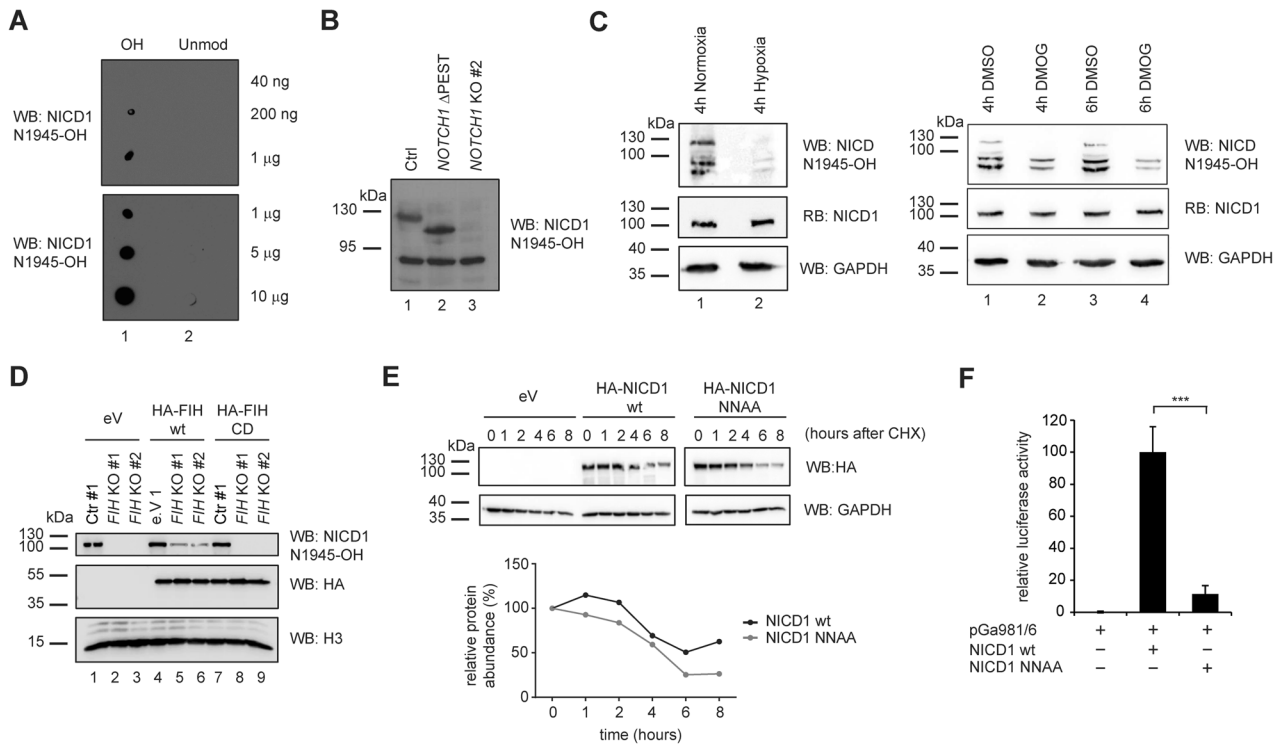 A
OH Unmod
WB: NICD1
N1945-OH
40 ng
200 ng
1 µg
WB: NICD1
N1945-OH
1 µg
5 µg
10 µg
1 2
B
Ctrl
NOTCH1 ΔPEST
NOTCH1 KO #2
kDa
130
95
WB: NICD1
N1945-OH
1 2 3
C
4h Normoxia
4h Hypoxia
kDa
130
100
WB: NICD
N1945-OH
130
100
RB: NICD1
40
35
WB: GAPDH
1 2
4h DMSO
4h DMOG
6h DMSO
6h DMOG
kDa
130
100
WB: NICD
N1945-OH
130
100
RB: NICD1
40
35
WB: GAPDH
1 2 3 4
D
eV
HA-FIH
wt
HA-FIH
CD
Ctr #1
FIH KO #1
FIH KO #2
e.V 1
FIH KO #1
FIH KO #2
Ctr #1
FIH KO #1
FIH KO #2
kDa
130
100
WB: NICD1
N1945-OH
55
35
WB: HA
15
WB: H3
1 2 3 4 5 6 7 8 9
E
eV
HA-NICD1
wt
HA-NICD1
NNAA
0 1 2 4 6 8 0 1 2 4 6 8 0 1 2 4 6 8 (hours after CHX)
kDa
130
100
WB:HA
40
35
WB: GAPDH
relative protein
abundance (%)
150
100
50
0
0 1 2 4 6 8
time (hours)
NICD1 wt
NICD1 NNAA
F
***
relative luciferase activity
120
100
80
60
40
20
0
pGa981/6 + + +
NICD1 wt – + –
NICD1 NNAA – – +